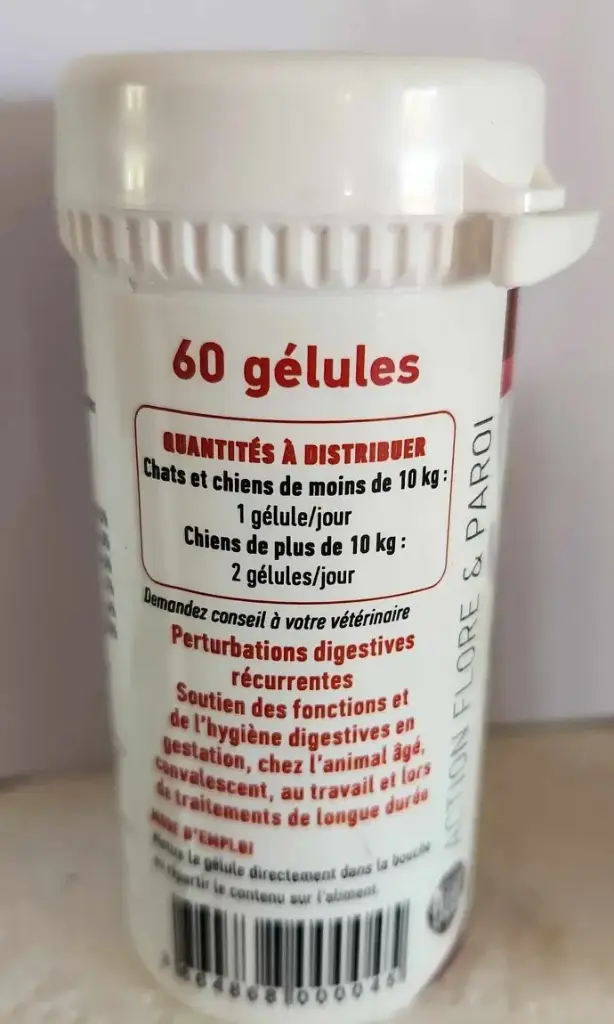 60 gélules
QUANTITÉS À DISTRIBUER
Chats et chiens de moins de 10 kg :
1 gélule/jour
Chiens de plus de 10 kg :
2 gélules/jour
Demandez conseil à votre vétérinaire
Perturbations digestives
récurrentes
Soutien des fonctions et
de l'hygiène digestives en
gestation, chez l'animal âgé,
convalescent, au travail et lors
de traitements de longue durée
MODE D'EMPLOI
la gélule directement dans la bouche
répartir le contenu sur l'aliment.
ACTION FLORE & PAROI